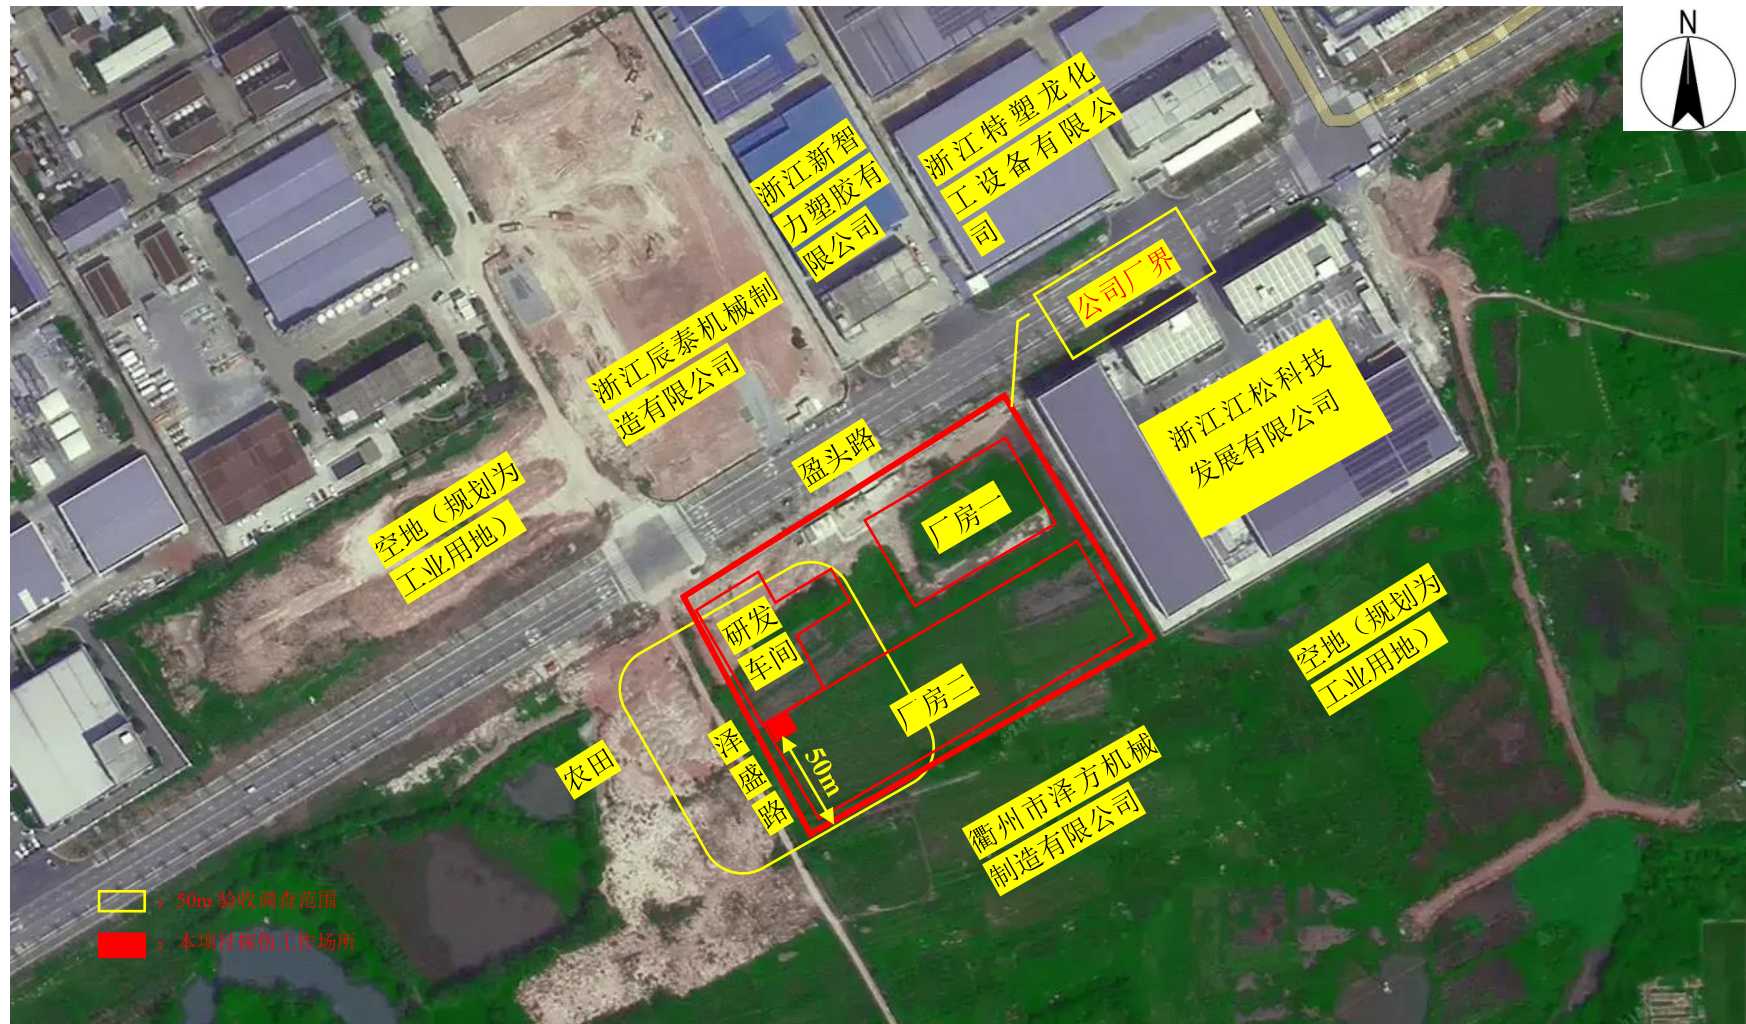 N
浙江特塑龙化
工设备有限公
司
浙江新智
力塑胶有
限公司
公司厂界
浙江辰泰机械制
造有限公司
浙江江松科技
发展有限公司
盈头路
空地（规划为
工业用地）
厂房一
研发
车间
厂房二
空地（规划为
工业用地）
泽
盛
路
50m
农田
衢州市泽方机械
制造有限公司
：50m验收调查范围
：本项目探伤工作场所